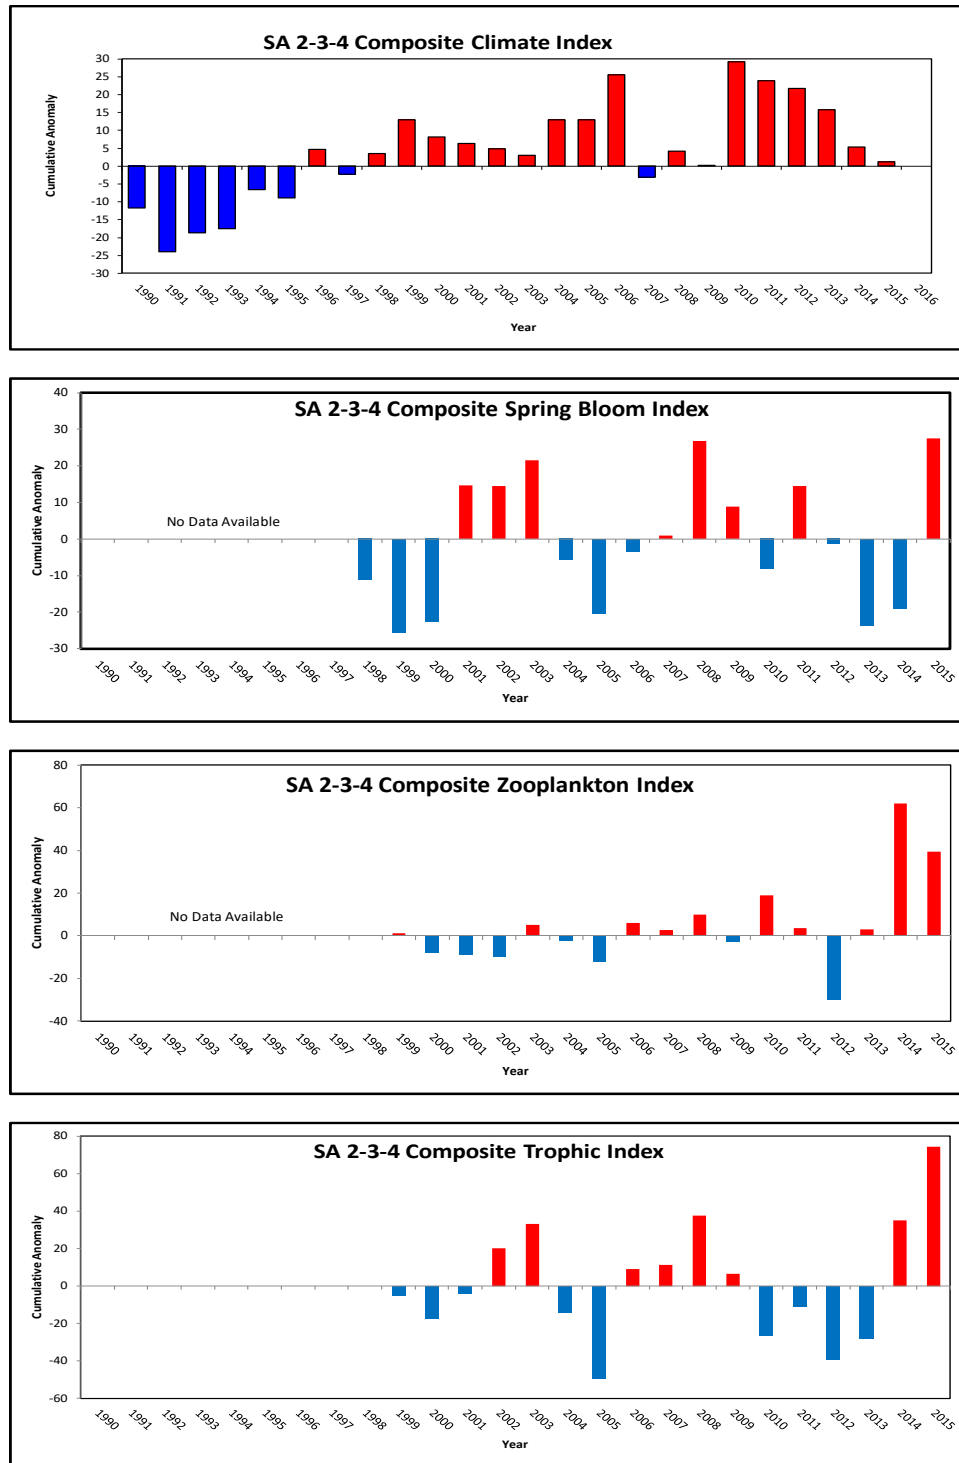 SA 2-3-4 Composite Climate Index
Cumulative Anomaly
30
25
20
15
10
5
0
-5
-10
-15
-20
-25
-30
1990 1991 1992 1993 1994 1995 1996 1997 1998 1999 2000 2001 2002 2003 2004 2005 2006 2007 2008 2009 2010 2011 2012 2013 2014 2015 2016
Year
SA 2-3-4 Composite Spring Bloom Index
Cumulative Anomaly
40
30
20
10
0
-10
-20
-30
No Data Available
1990 1991 1992 1993 1994 1995 1996 1997 1998 1999 2000 2001 2002 2003 2004 2005 2006 2007 2008 2009 2010 2011 2012 2013 2014 2015
Year
SA 2-3-4 Composite Zooplankton Index
Cumulative Anomaly
80
60
40
20
0
-20
-40
No Data Available
1990 1991 1992 1993 1994 1995 1996 1997 1998 1999 2000 2001 2002 2003 2004 2005 2006 2007 2008 2009 2010 2011 2012 2013 2014 2015
Year
SA 2-3-4 Composite Trophic Index
Cumulative Anomaly
80
60
40
20
0
-20
-40
-60
1990 1991 1992 1993 1994 1995 1996 1997 1998 1999 2000 2001 2002 2003 2004 2005 2006 2007 2008 2009 2010 2011 2012 2013 2014 2015
Year